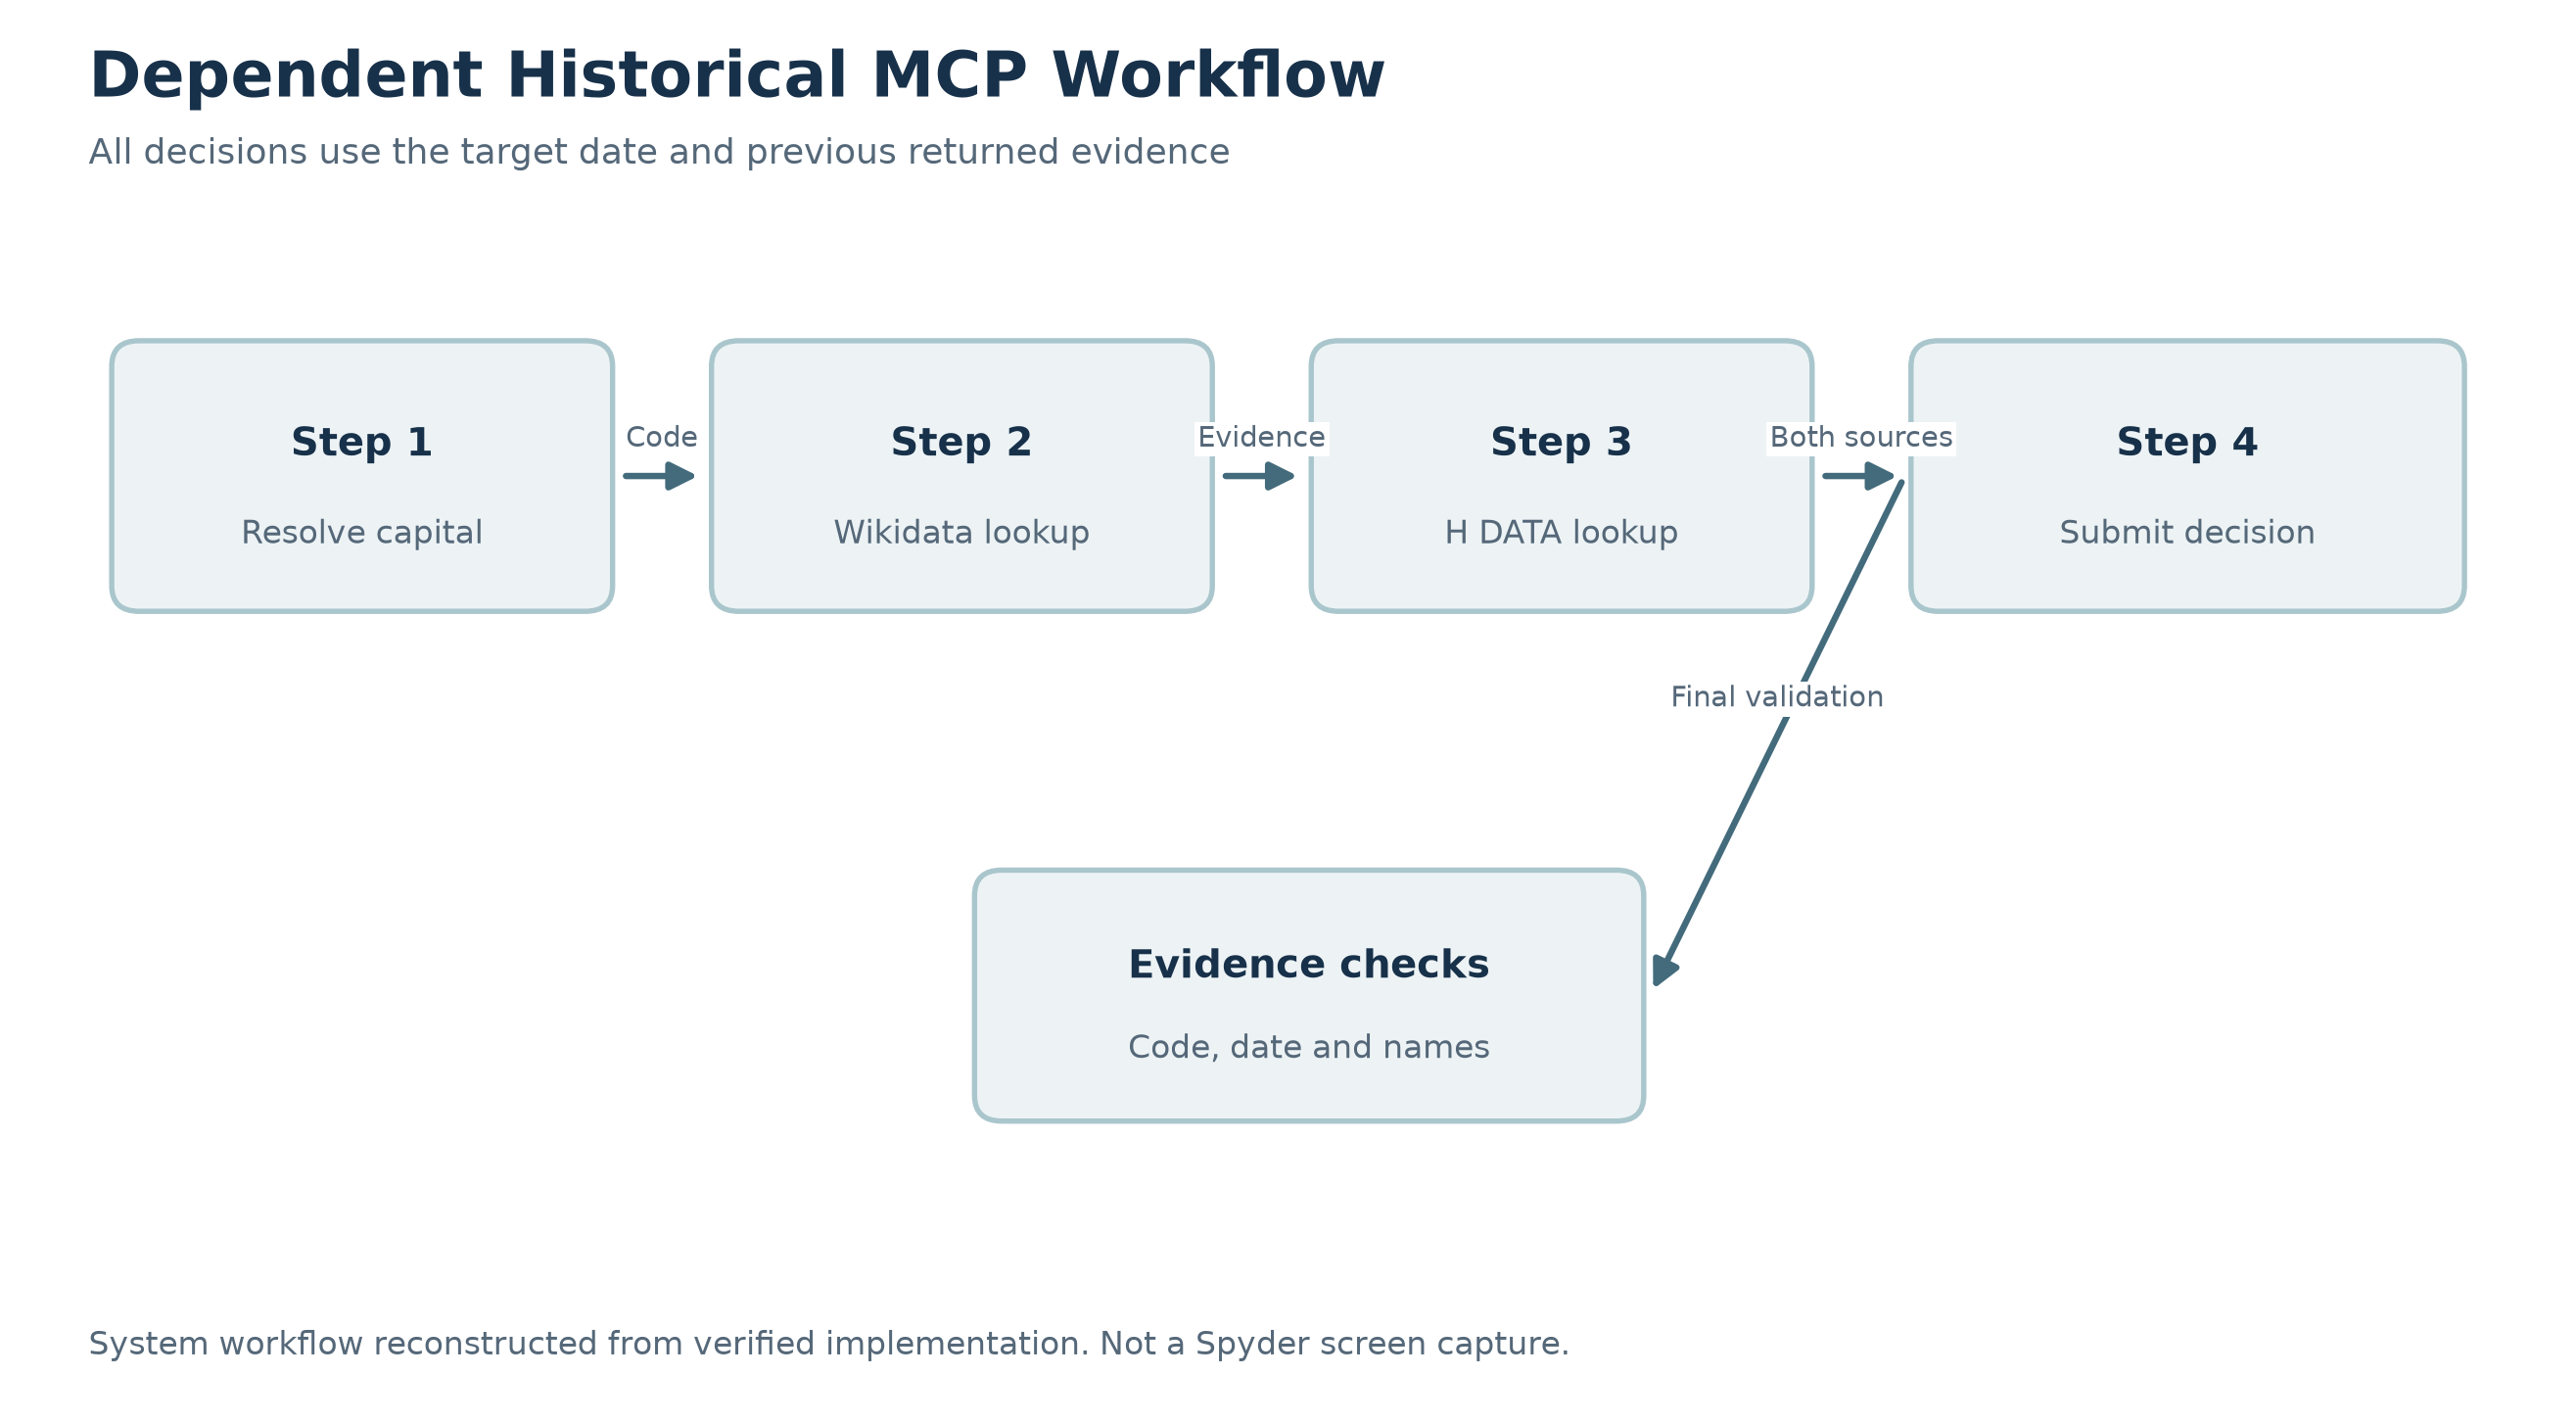 Dependent Historical MCP Workflow
All decisions use the target date and previous returned evidence
Step 1
Resolve capital
Code
Step 2
Wikidata lookup
Evidence
Step 3
H DATA lookup
Both sources
Step 4
Submit decision
Final validation
Evidence checks
Code, date and names
System workflow reconstructed from verified implementation. Not a Spyder screen capture.